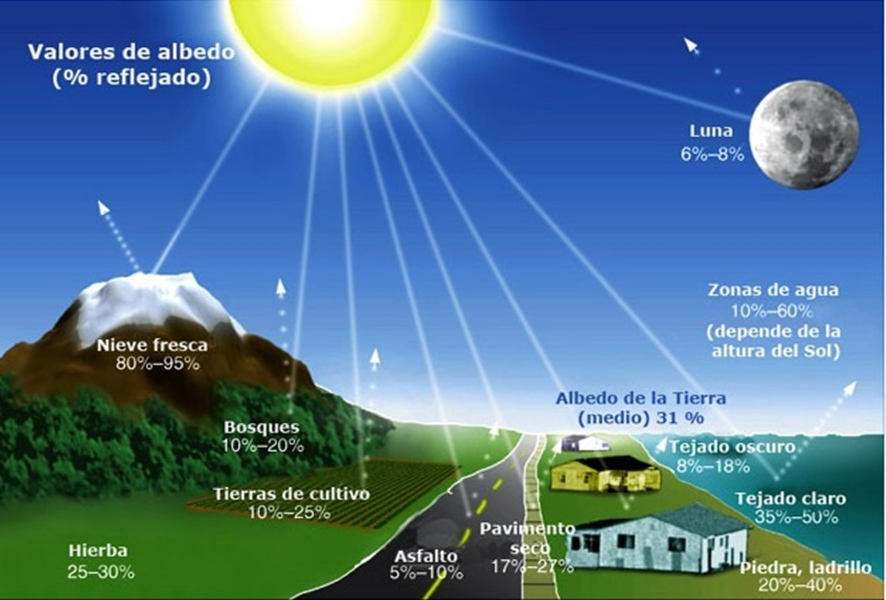 Valores de albedo
(% reflejado)
Luna
6%–8%
Zonas de agua
10%–60%
(depende de la
altura del Sol)
Nieve fresca
80%–95%
Albedo de la Tierra
(medio) 31 %
Bosques
10%–20%
Tejado oscuro
8%–18%
Tierras de cultivo
10%–25%
Tejado claro
35%–50%
Pavimento
seco
17%–27%
Hierba
25–30%
Asfalto
5%–10%
Piedra, ladrillo
20%–40%